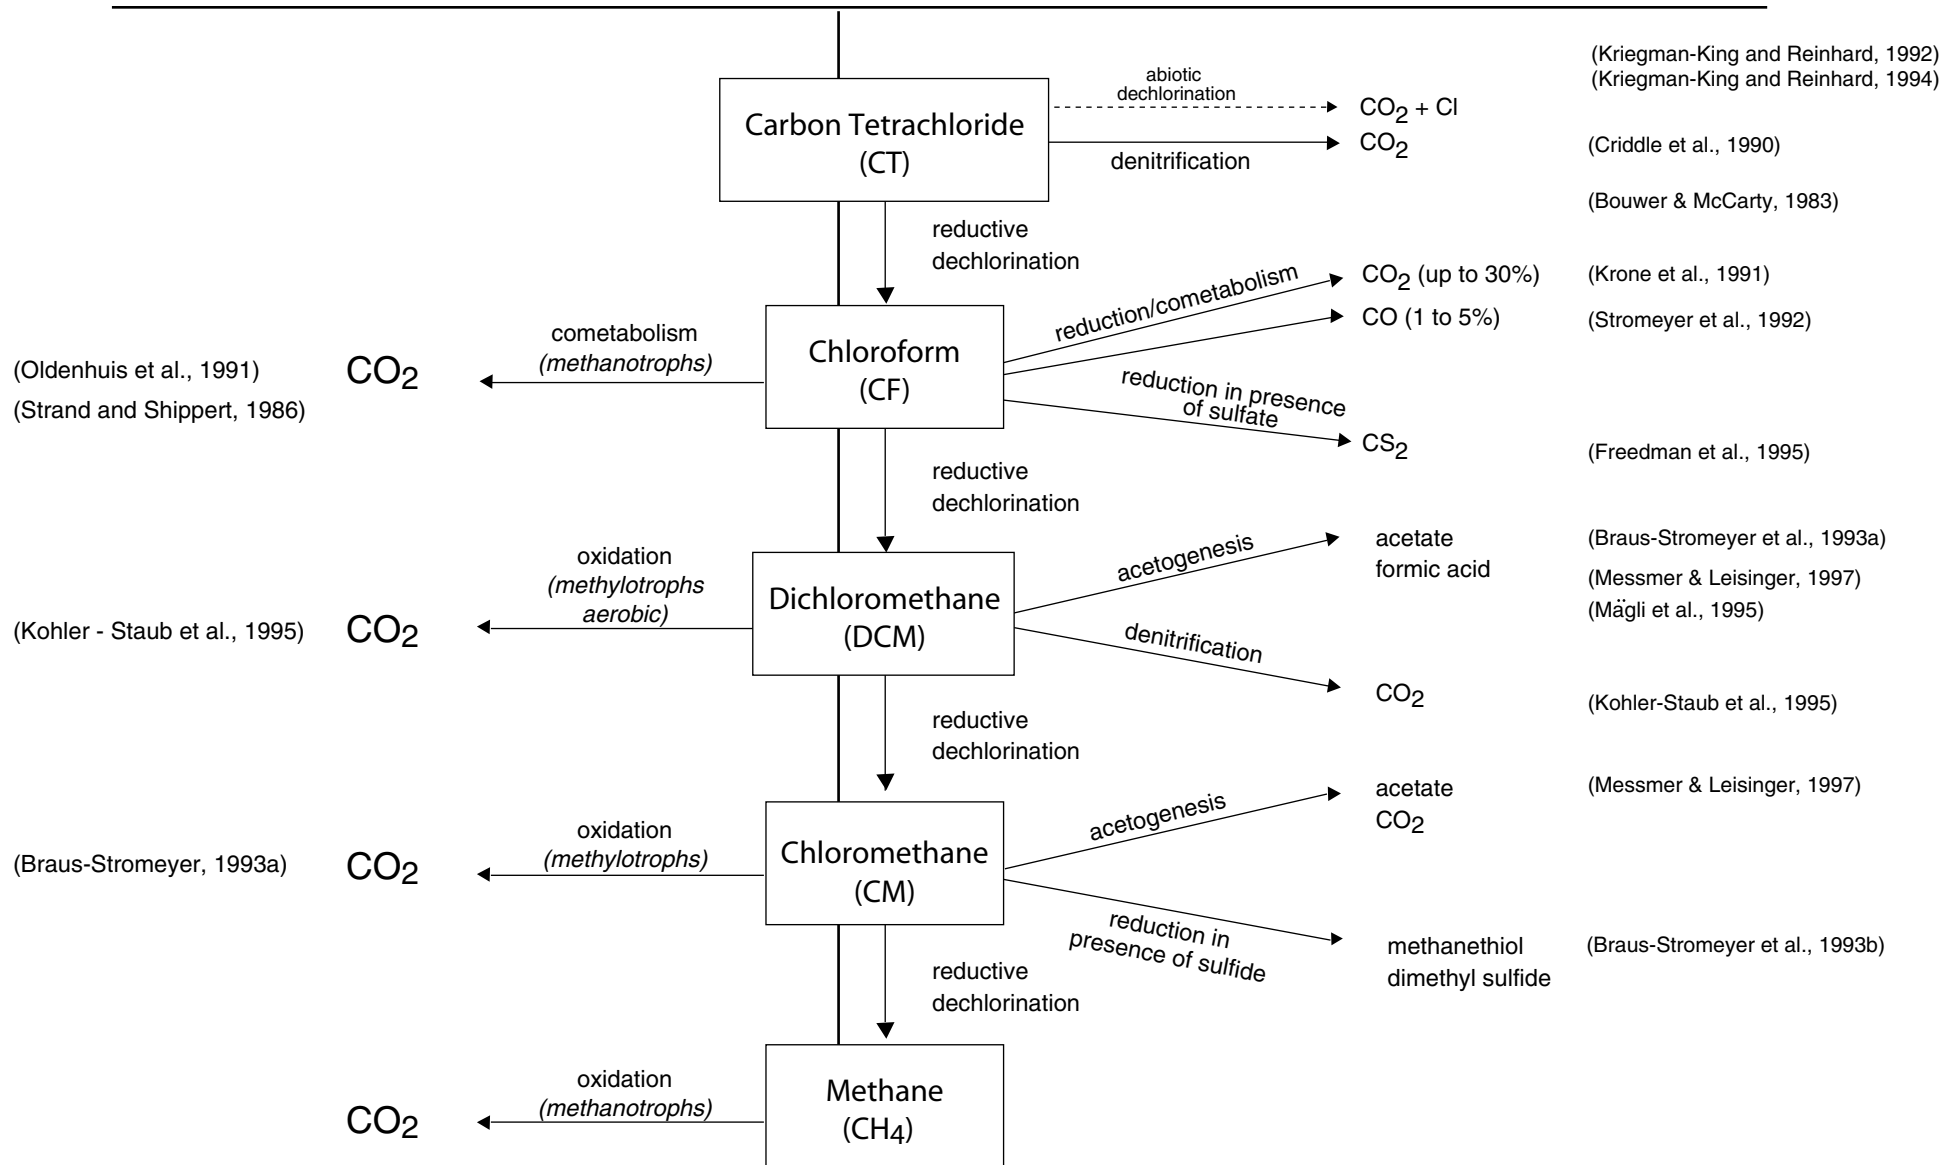 (Kriegman-King and Reinhard, 1992)
(Kriegman-King and Reinhard, 1994)
abiotic
dechlorination
CO2 + Cl
Carbon Tetrachloride
(CT)
CO2
(Criddle et al., 1990)
denitrification
(Bouwer & McCarty, 1983)
reductive
dechlorination
reduction/cometabolism
CO2 (up to 30%)
(Krone et al., 1991)
CO (1 to 5%)
(Stromeyer et al., 1992)
cometabolism
(methanotrophs)
Chloroform
(CF)
(Oldenhuis et al., 1991)
CO2
(Strand and Shippert, 1986)
reduction in presence
of sulfate
CS2
(Freedman et al., 1995)
reductive
dechlorination
acetogenesis
acetate
formic acid
(Braus-Stromeyer et al., 1993a)
(Messmer & Leisinger, 1997)
(Mägli et al., 1995)
oxidation
(methylotrophs
aerobic)
Dichloromethane
(DCM)
(Kohler - Staub et al., 1995)
CO2
denitrification
CO2
(Kohler-Staub et al., 1995)
reductive
dechlorination
acetogenesis
acetate
CO2
(Messmer & Leisinger, 1997)
oxidation
(methylotrophs)
Chloromethane
(CM)
(Braus-Stromeyer, 1993a)
CO2
reduction in
presence of sulfide
methanethiol
dimethyl sulfide
(Braus-Stromeyer et al., 1993b)
reductive
dechlorination
oxidation
(methanotrophs)
Methane
(CH4)
CO2